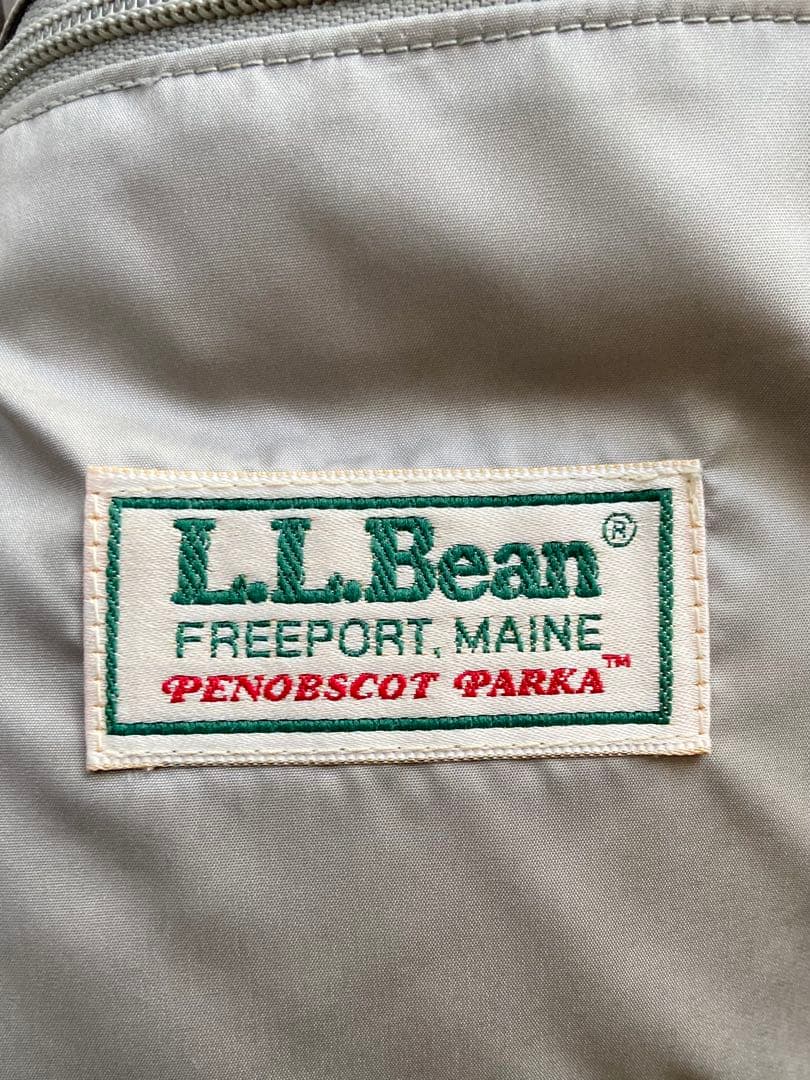 L.L.Bean®
FREEPORT, MAINE
PENOBSCOT PARKA™